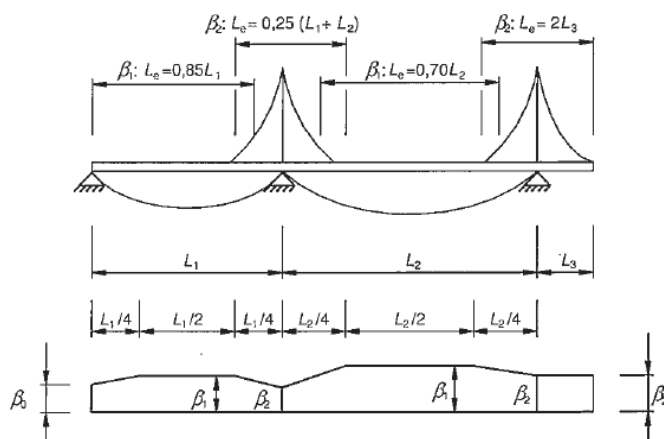 β₂: Lₑ=0,25 (L₁+ L₂)
β₂: Lₑ=2L₃
β₁: Lₑ=0,85L₁
β₁: Lₑ=0,70L₂
L₁
L₂
L₃
L₁/4
L₁/2
L₁/4
L₂/4
L₂/2
L₂/4
β₀
β₁
β₂
β₁
β₂